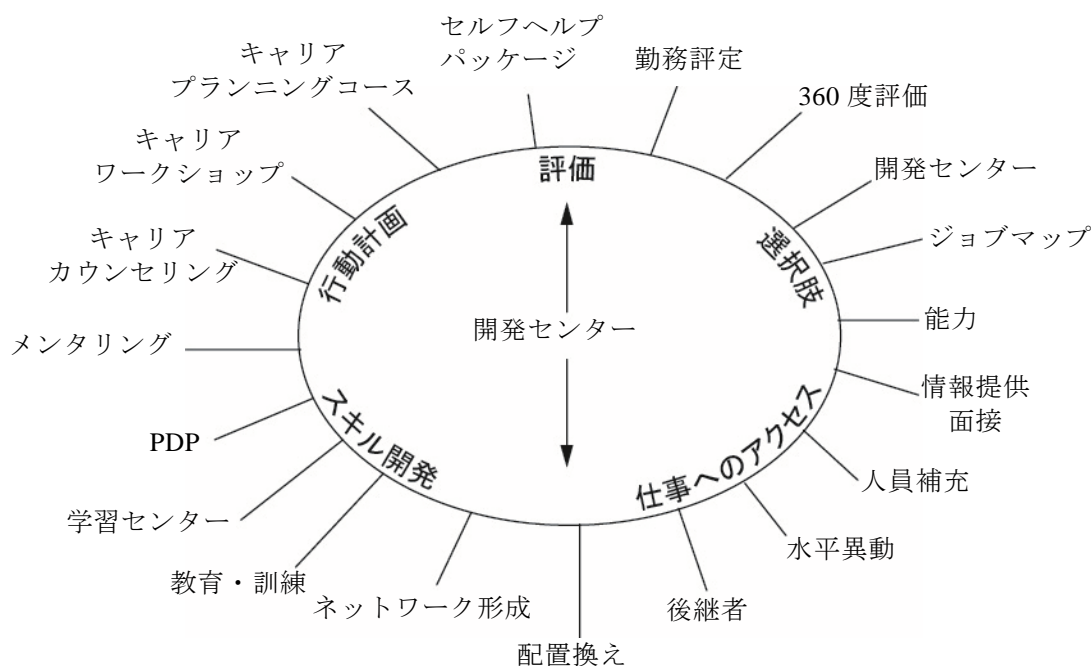 セルフヘルプ
パッケージ
勤務評定
キャリア
プランニングコース
360 度評価
キャリア
ワークショップ
開発センター
キャリア
カウンセリング
ジョブマップ
メンタリング
能力
情報提供
面接
PDP
人員補充
学習センター
水平異動
教育・訓練
ネットワーク形成
後継者
配置換え
評価
行動計画
選択肢
開発センター
スキル開発
仕事へのアクセス